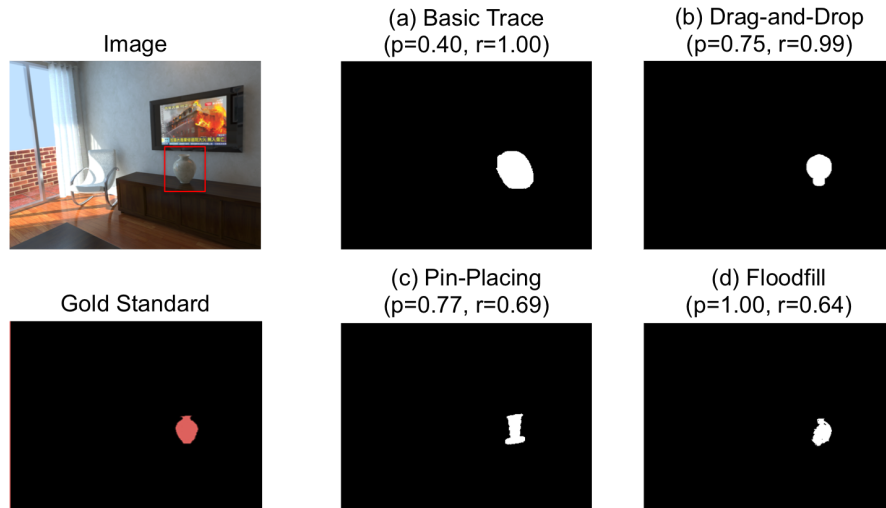 Image
(a) Basic Trace
(p=0.40, r=1.00)
(b) Drag-and-Drop
(p=0.75, r=0.99)
Gold Standard
(c) Pin-Placing
(p=0.77, r=0.69)
(d) Floodfill
(p=1.00, r=0.64)